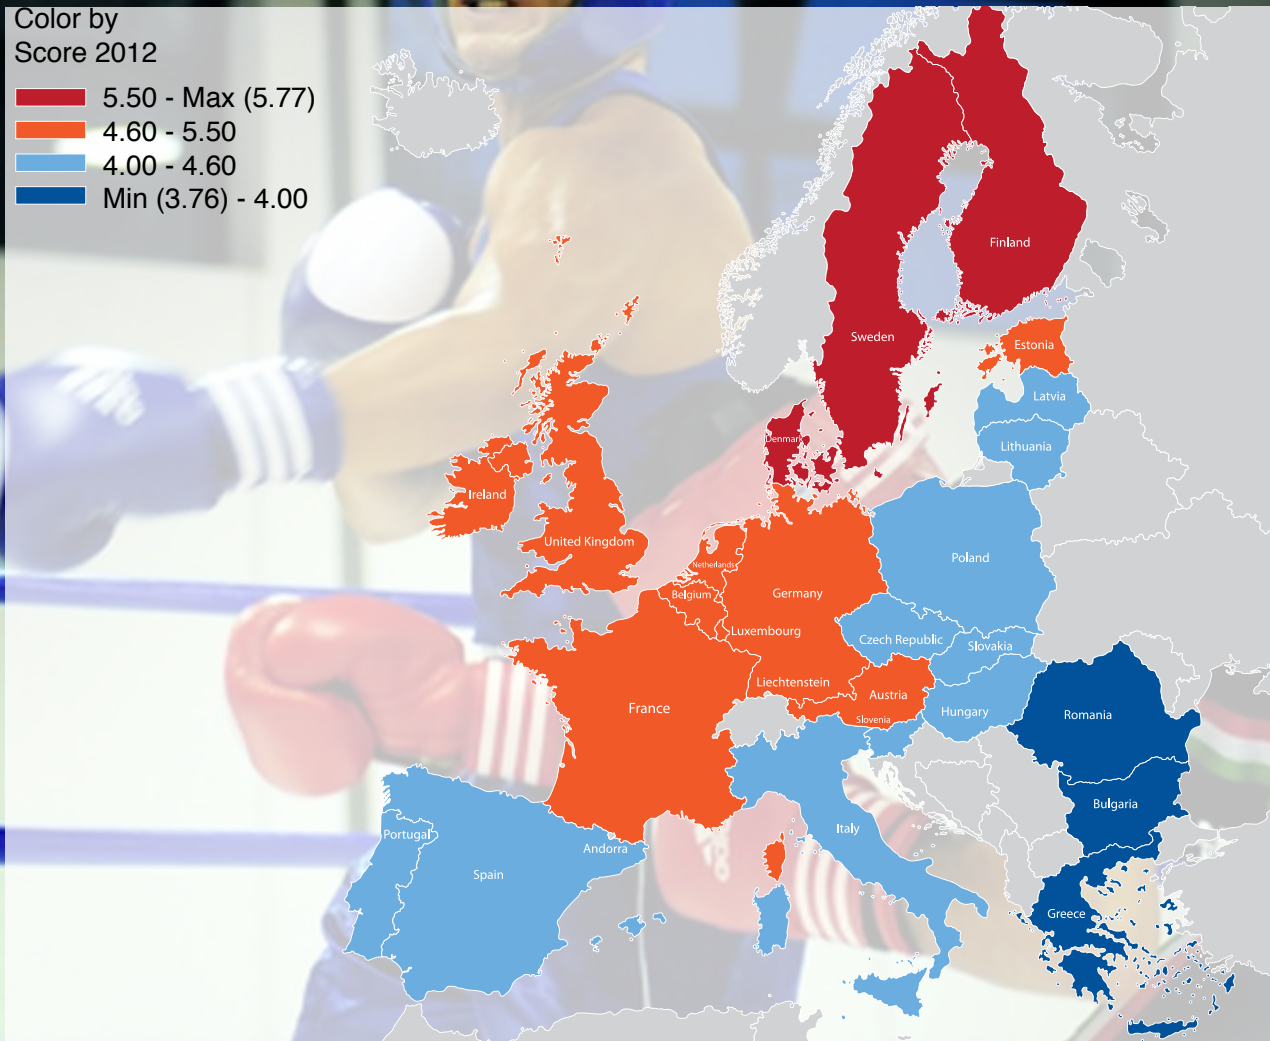 Color by
Score 2012
5.50 - Max (5.77)
4.60 - 5.50
4.00 - 4.60
Min (3.76) - 4.00
Finland
Sweden
Estonia
Latvia
Denmark
Lithuania
Ireland
United Kingdom
Poland
Netherlands
Belgium
Germany
Luxembourg
Czech Republic
Slovakia
Liechtenstein
Austria
France
Hungary
Romania
Slovenia
Bulgaria
Italy
Portugal
Andorra
Spain
Greece